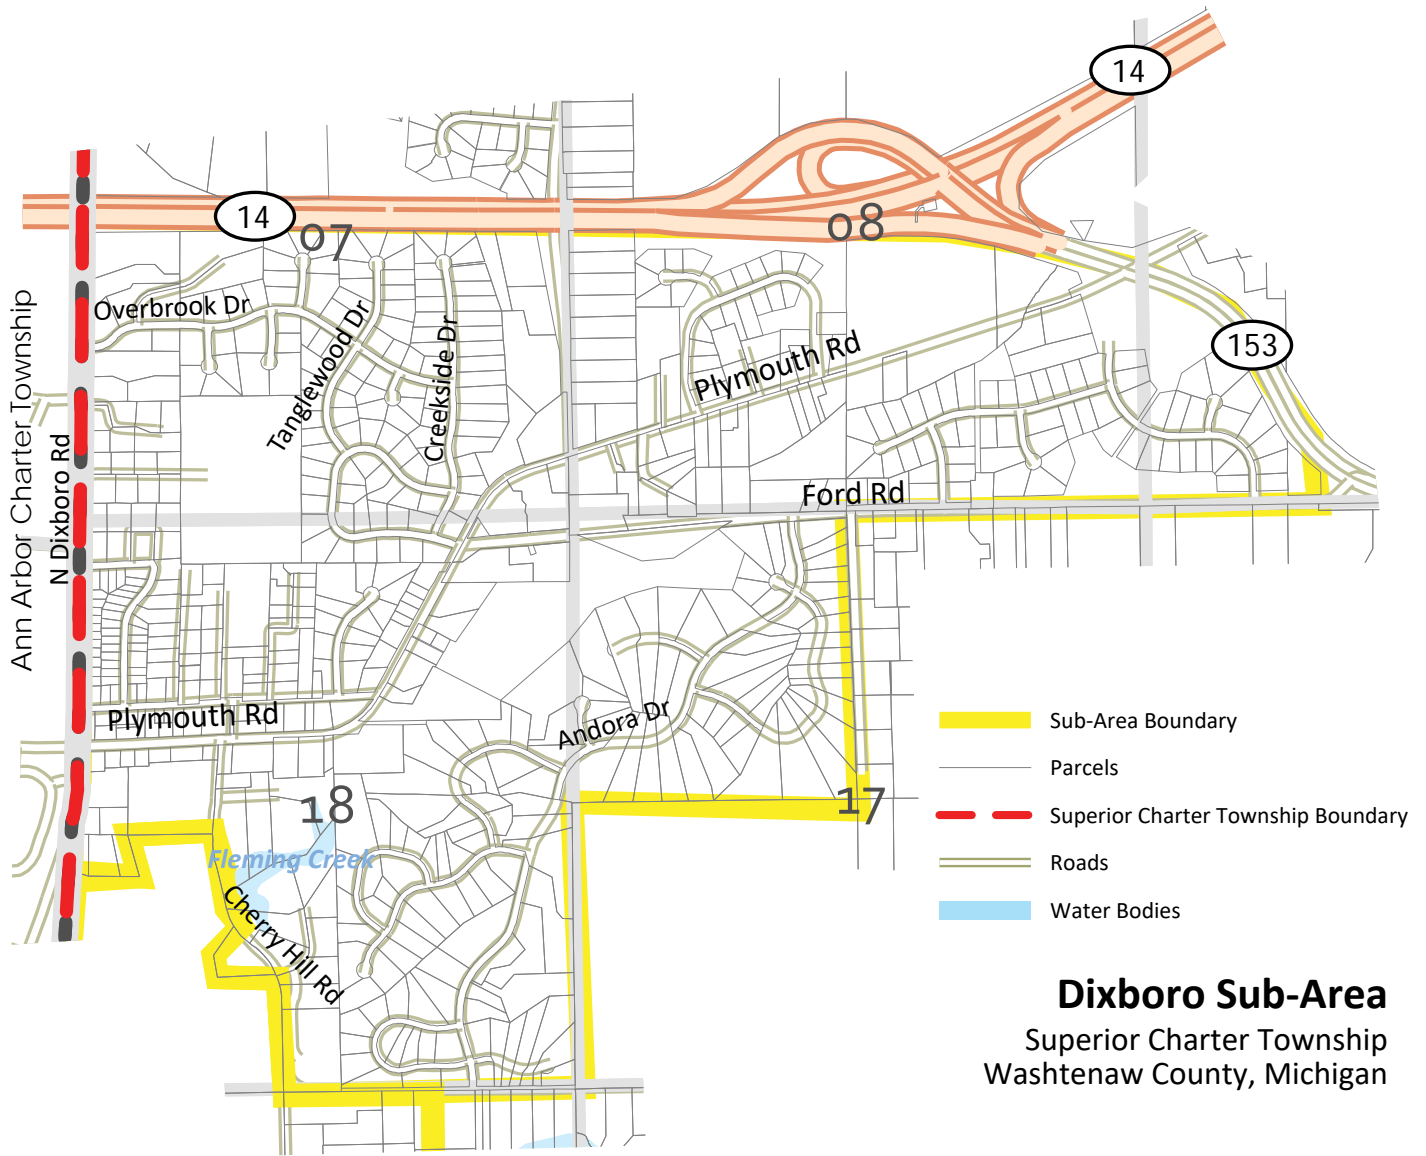 14
14
07
08
Overbrook Dr
Tanglewood Dr
Creekside Dr
Plymouth Rd
153
Ann Arbor Charter Township
N Dixboro Rd
Ford Rd
Plymouth Rd
Andora Dr
18
17
Fleming Creek
Cherry Hill Rd
Sub-Area Boundary
Parcels
Superior Charter Township Boundary
Roads
Water Bodies
Dixboro Sub-Area
Superior Charter Township
Washtenaw County, Michigan